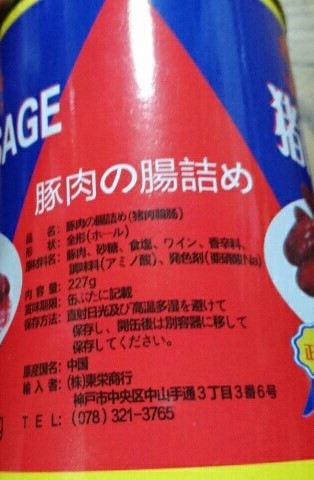 SAGE
猪
豚肉の腸詰め
品 名: 豚肉の腸詰め(猪肉腸腸)
形 状: 全形(ホール)
原材料名: 豚肉、砂糖、食塩、ワイン、香辛料、
調味料(アミノ酸)、発色剤(亜硝酸Na)
内 容 量: 227g
賞味期限: 缶ぶたに記載
保存方法: 直射日光及び高温多湿を避けて
保存し、開缶後は別容器に移して
保存してください。
原産国名: 中国
輸 入 者: (株)東栄商行
神戸市中央区中山手通3丁目3番6号
T E L: (078) 321-3765
正
g